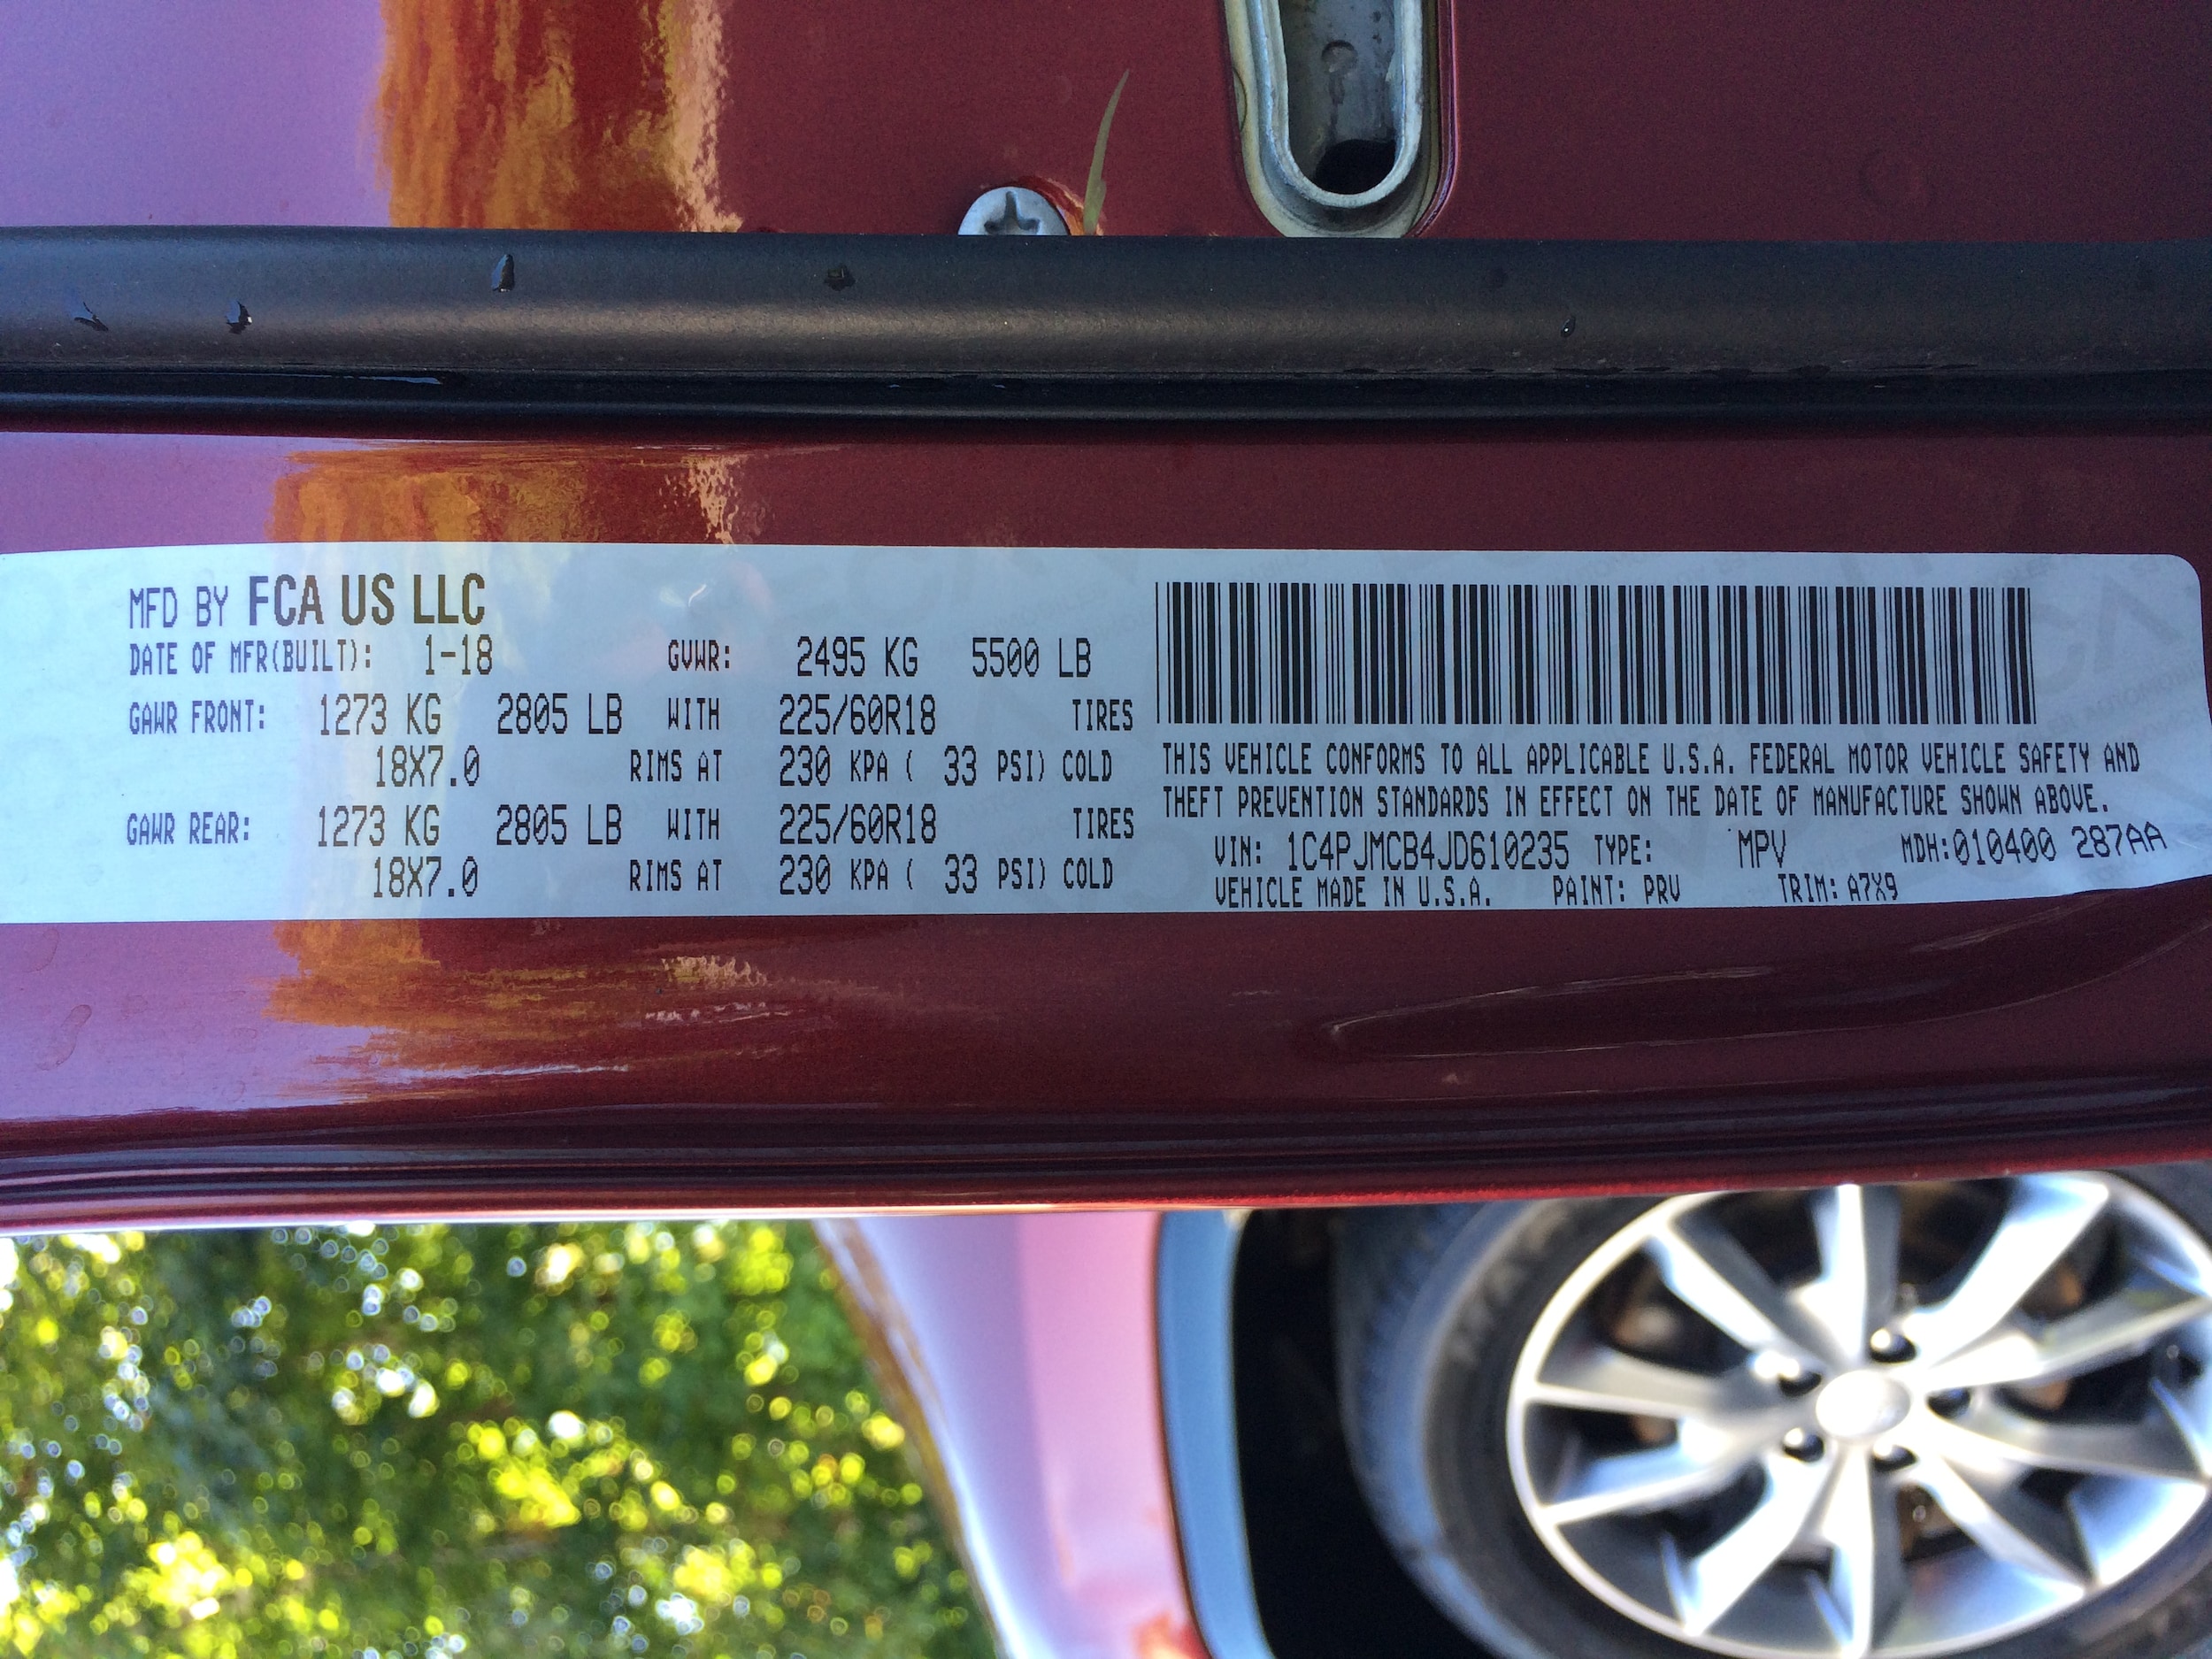 MFD BY FCA US LLC
DATE OF MFR(BUILT): 1-18 GVWR: 2495 KG 5500 LB
GAWR FRONT: 1273 KG 2805 LB WITH 225/60R18 TIRES
18X7.0 RIMS AT 230 KPA ( 33 PSI) COLD
GAWR REAR: 1273 KG 2805 LB WITH 225/60R18 TIRES
18X7.0 RIMS AT 230 KPA ( 33 PSI) COLD
THIS VEHICLE CONFORMS TO ALL APPLICABLE U.S.A. FEDERAL MOTOR VEHICLE SAFETY AND
THEFT PREVENTION STANDARDS IN EFFECT ON THE DATE OF MANUFACTURE SHOWN ABOVE.
VIN: 1C4PJMCB4JD610235 TYPE: MPV MDH:010400 287AA
VEHICLE MADE IN U.S.A. PAINT: PRV TRIM: A7X9